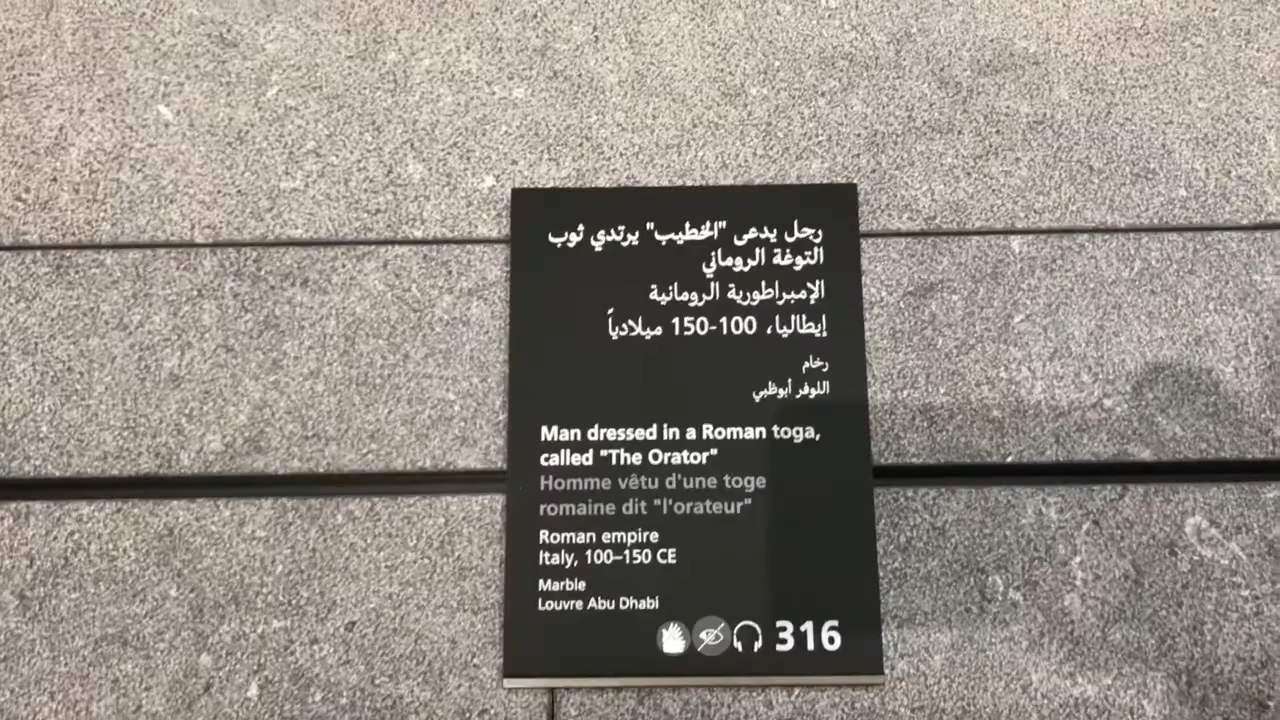 رجل يدعى "الخطيب" يرتدي ثوب
التوغة الروماني
الإمبراطورية الرومانية
إيطاليا، 100-150 ميلادياً
رخام
اللوفر أبوظبي
Man dressed in a Roman toga,
called "The Orator"
Homme vêtu d'une toge
romaine dit "l'orateur"
Roman empire
Italy, 100–150 CE
Marble
Louvre Abu Dhabi
316